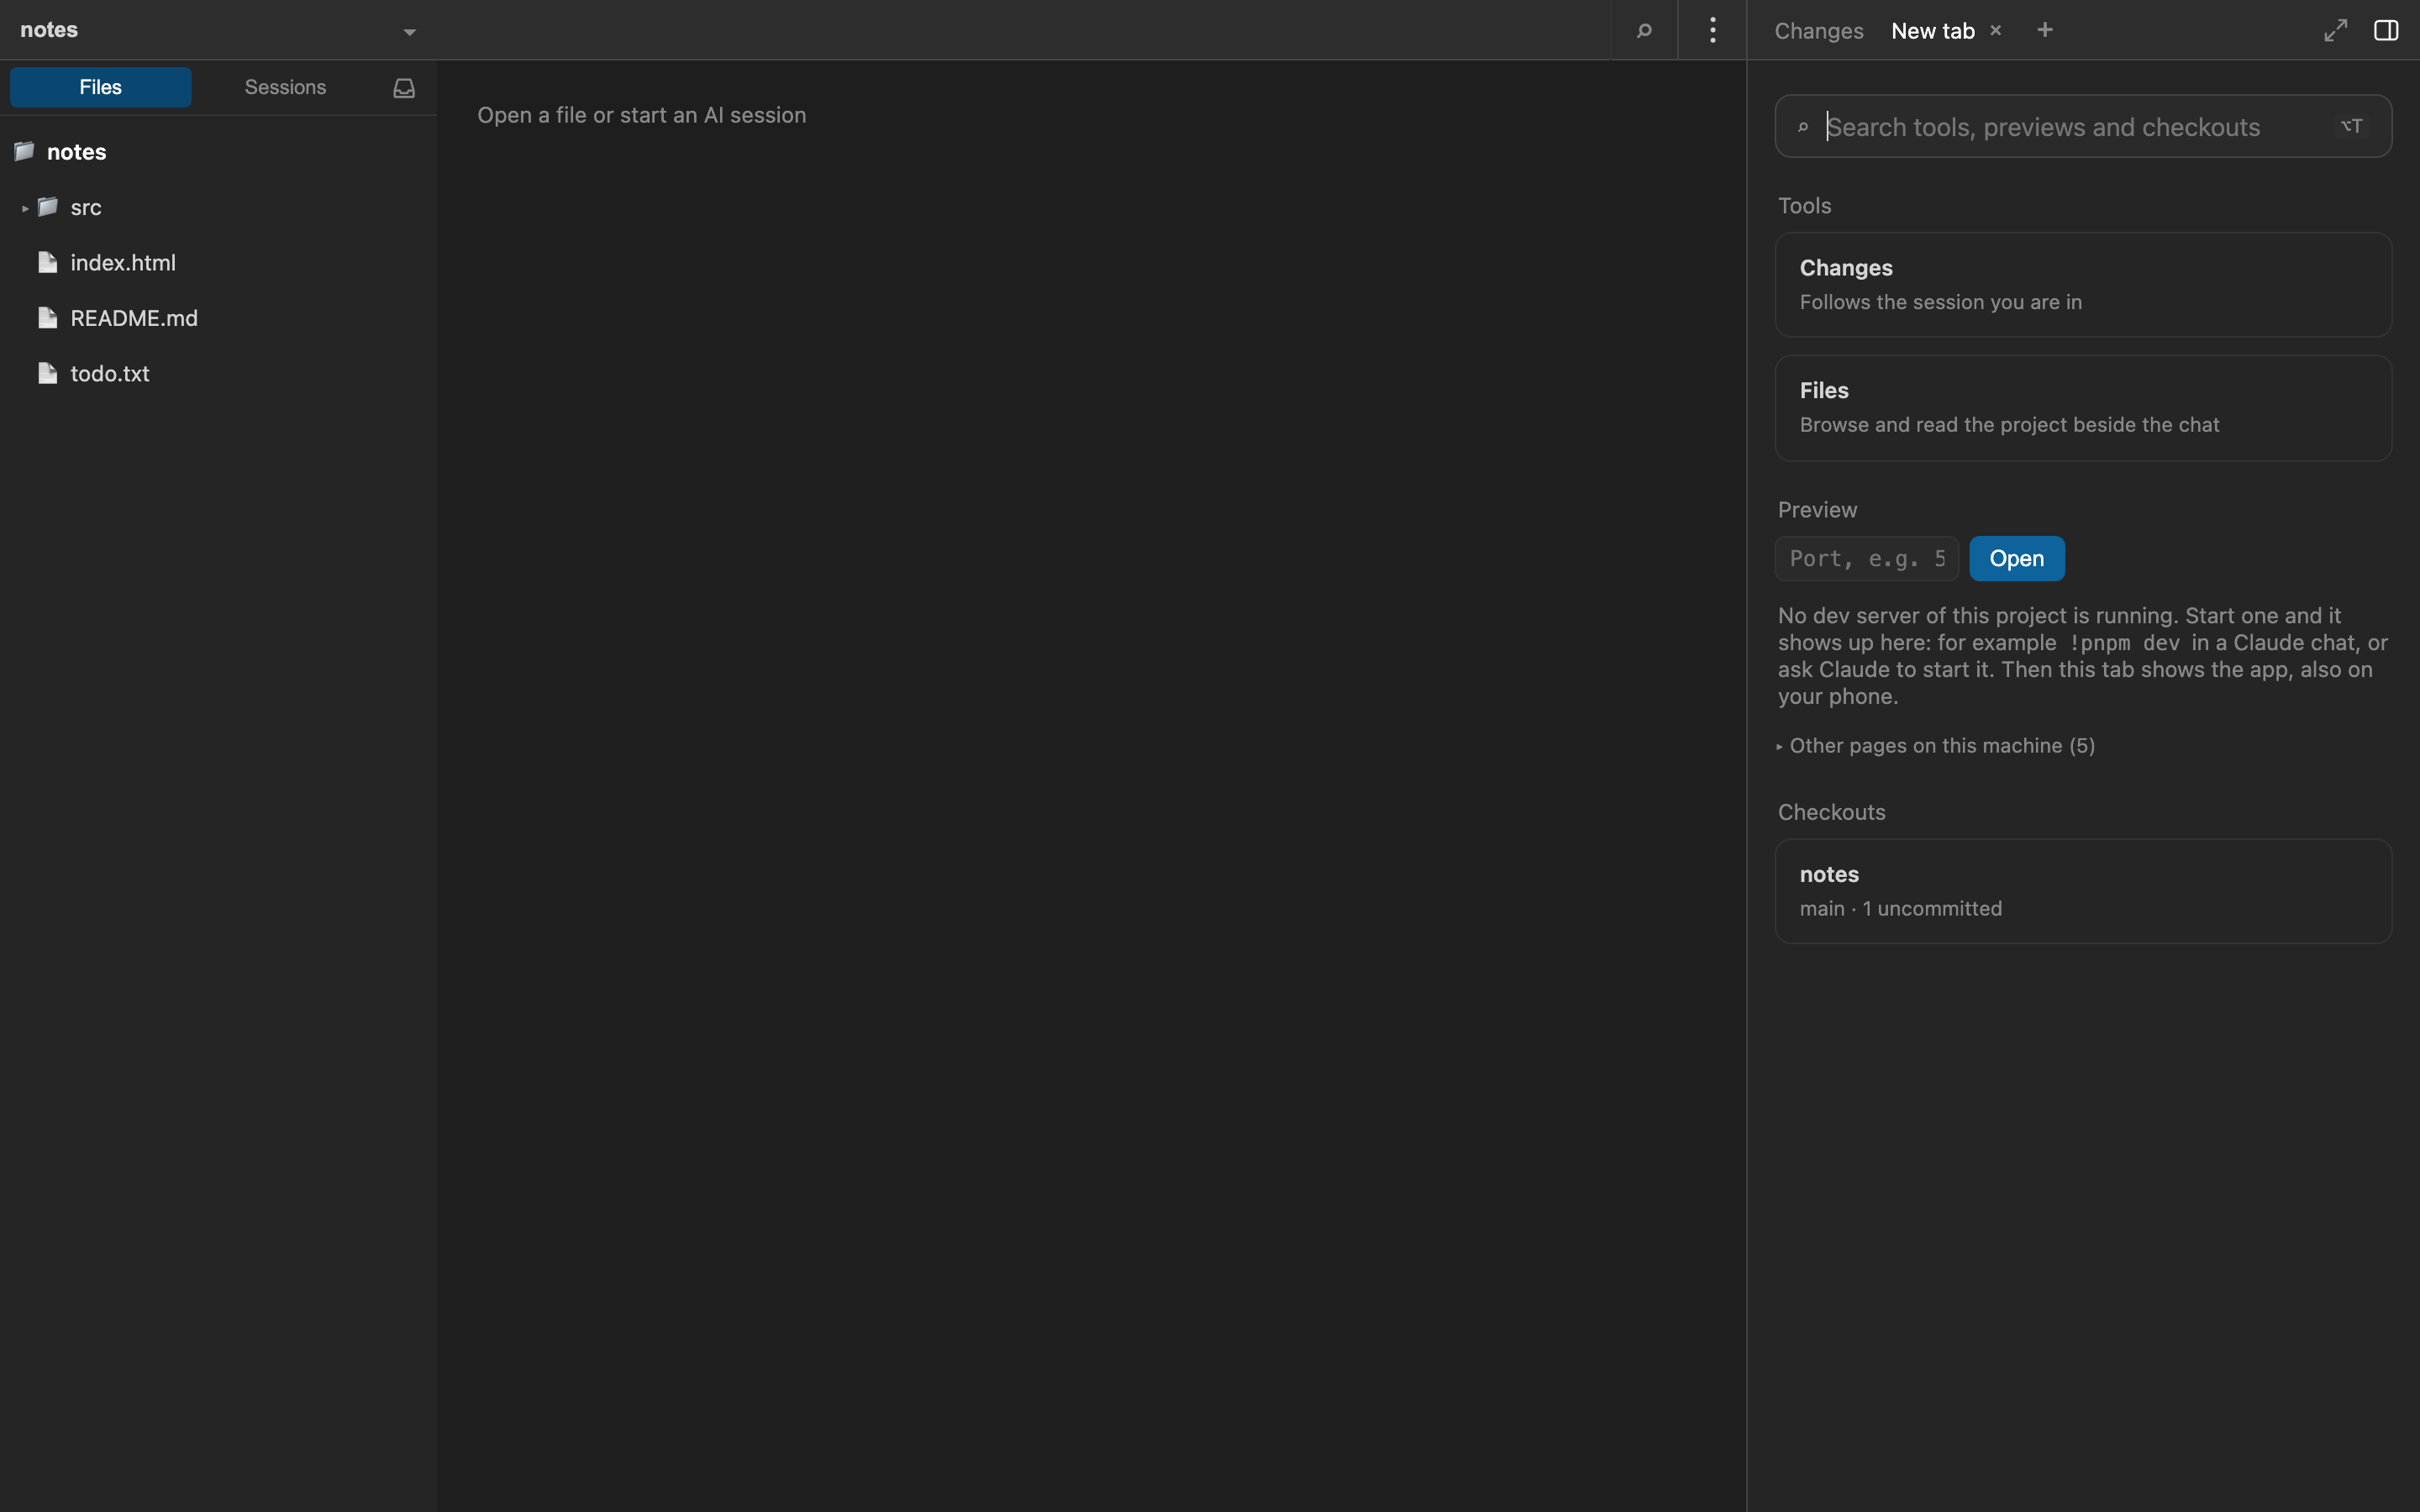 notes
Changes
New tab
Files
Sessions
Open a file or start an AI session
notes
src
index.html
README.md
todo.txt
Search tools, previews and checkouts
⌥T
Tools
Changes
Follows the session you are in
Files
Browse and read the project beside the chat
Preview
Port, e.g. 5
Open
No dev server of this project is running. Start one and it
shows up here: for example !pnpm dev in a Claude chat, or
ask Claude to start it. Then this tab shows the app, also on
your phone.
Other pages on this machine (5)
Checkouts
notes
main · 1 uncommitted